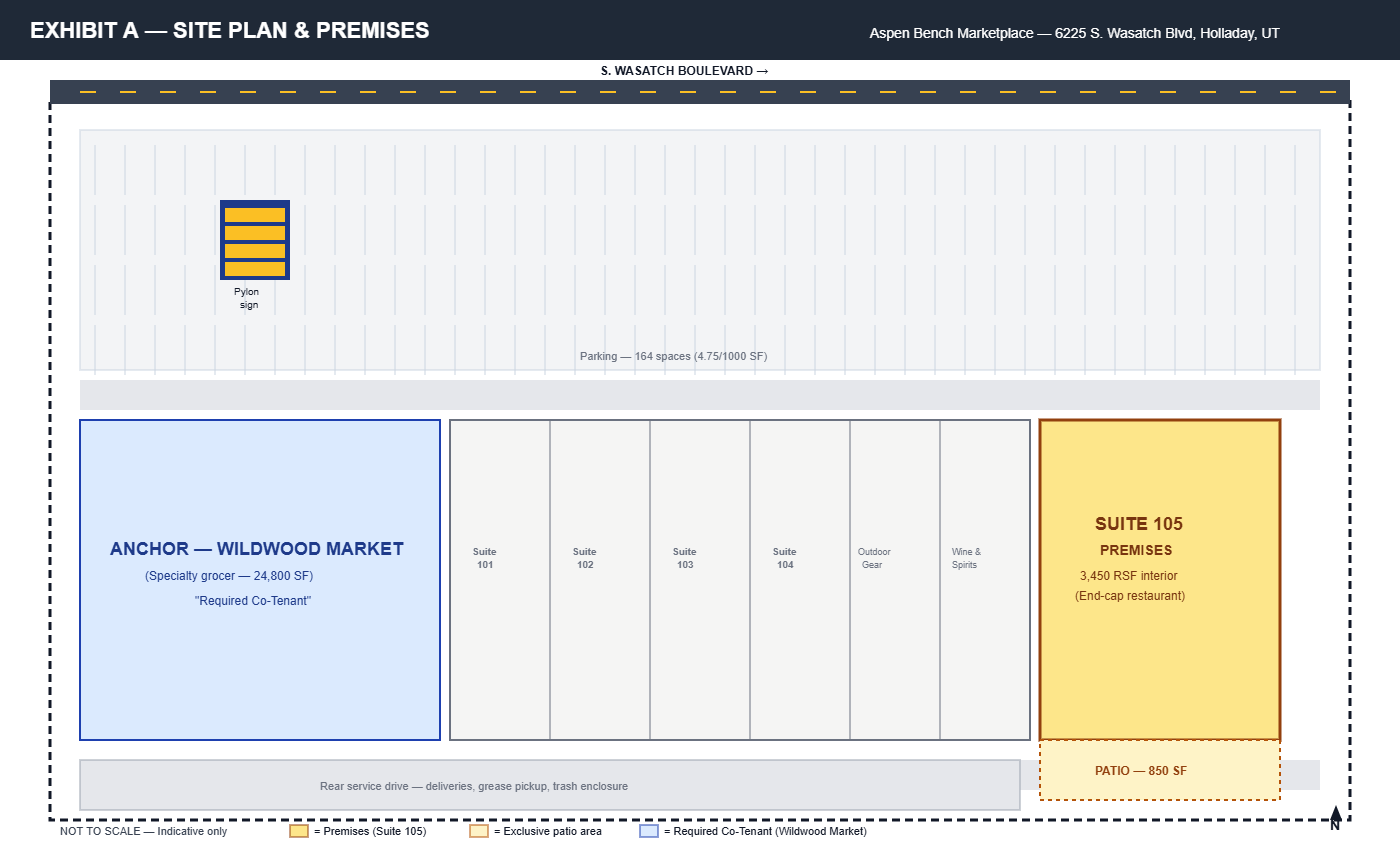 EXHIBIT A — SITE PLAN & PREMISES
Aspen Bench Marketplace — 6225 S. Wasatch Blvd, Holladay, UT
S. WASATCH BOULEVARD →
Pylon
sign
Parking — 164 spaces (4.75/1000 SF)
ANCHOR — WILDWOOD MARKET
(Specialty grocer — 24,800 SF)
"Required Co-Tenant"
Suite
101
Suite
102
Suite
103
Suite
104
Outdoor
Gear
Wine &
Spirits
SUITE 105
PREMISES
3,450 RSF interior
(End-cap restaurant)
PATIO — 850 SF
Rear service drive — deliveries, grease pickup, trash enclosure
NOT TO SCALE — Indicative only
= Premises (Suite 105)
= Exclusive patio area
= Required Co-Tenant (Wildwood Market)
N